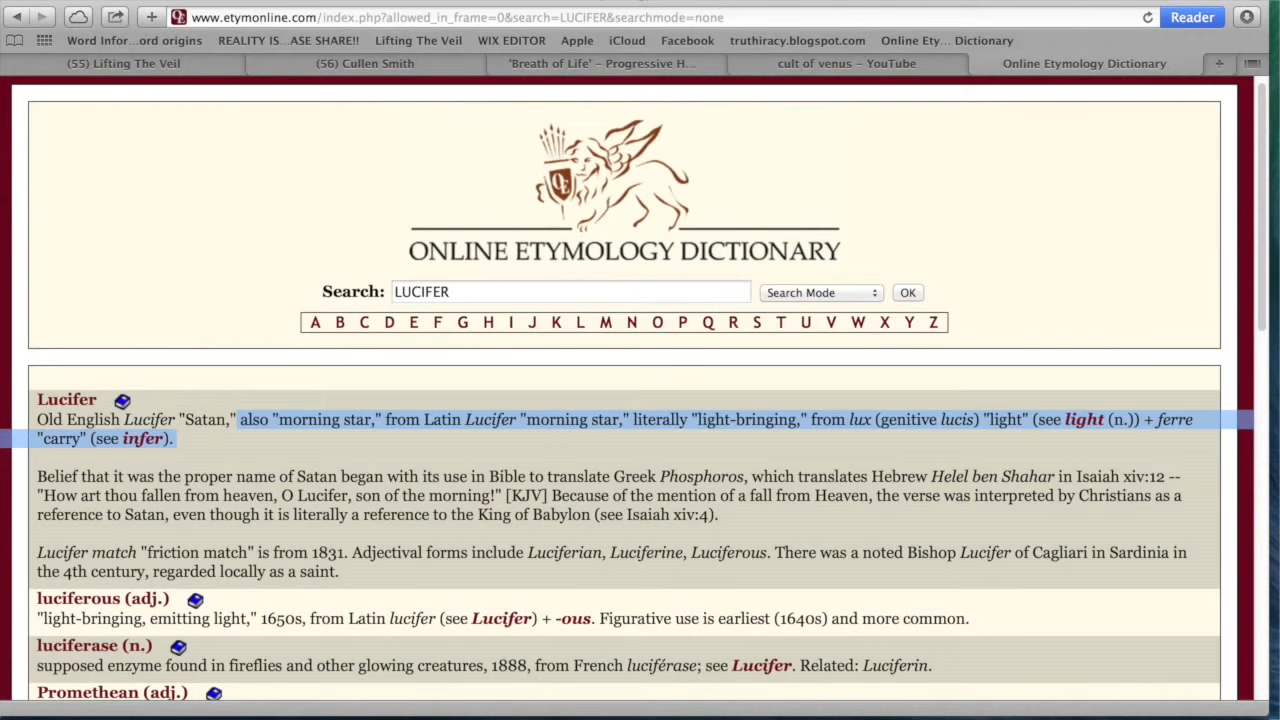 www.etymonline.com/index.php?allowed_in_frame=0&search=LUCIFER&searchmode=none
Reader
Word Infor...ord origins REALITY IS...ASE SHARE!! Lifting The Veil WIX EDITOR Apple iCloud Facebook truthiracy.blogspot.com Online Ety... Dictionary
(55) Lifting The Veil (56) Cullen Smith 'Breath of Life' – Progressive H... cult of venus – YouTube Online Etymology Dictionary
OE
ONLINE ETYMOLOGY DICTIONARY
Search: LUCIFER Search Mode OK
A B C D E F G H I J K L M N O P Q R S T U V W X Y Z
Lucifer
Old English Lucifer "Satan," also "morning star," from Latin Lucifer "morning star," literally "light-bringing," from lux (genitive lucis) "light" (see light (n.)) + ferre
"carry" (see infer).
Belief that it was the proper name of Satan began with its use in Bible to translate Greek Phosphoros, which translates Hebrew Helel ben Shahar in Isaiah xiv:12 --
"How art thou fallen from heaven, O Lucifer, son of the morning!" [KJV] Because of the mention of a fall from Heaven, the verse was interpreted by Christians as a
reference to Satan, even though it is literally a reference to the King of Babylon (see Isaiah xiv:4).
Lucifer match "friction match" is from 1831. Adjectival forms include Luciferian, Luciferine, Luciferous. There was a noted Bishop Lucifer of Cagliari in Sardinia in
the 4th century, regarded locally as a saint.
luciferous (adj.)
"light-bringing, emitting light," 1650s, from Latin lucifer (see Lucifer) + -ous. Figurative use is earliest (1640s) and more common.
luciferase (n.)
supposed enzyme found in fireflies and other glowing creatures, 1888, from French luciférase; see Lucifer. Related: Luciferin.
Promethean (adj.)